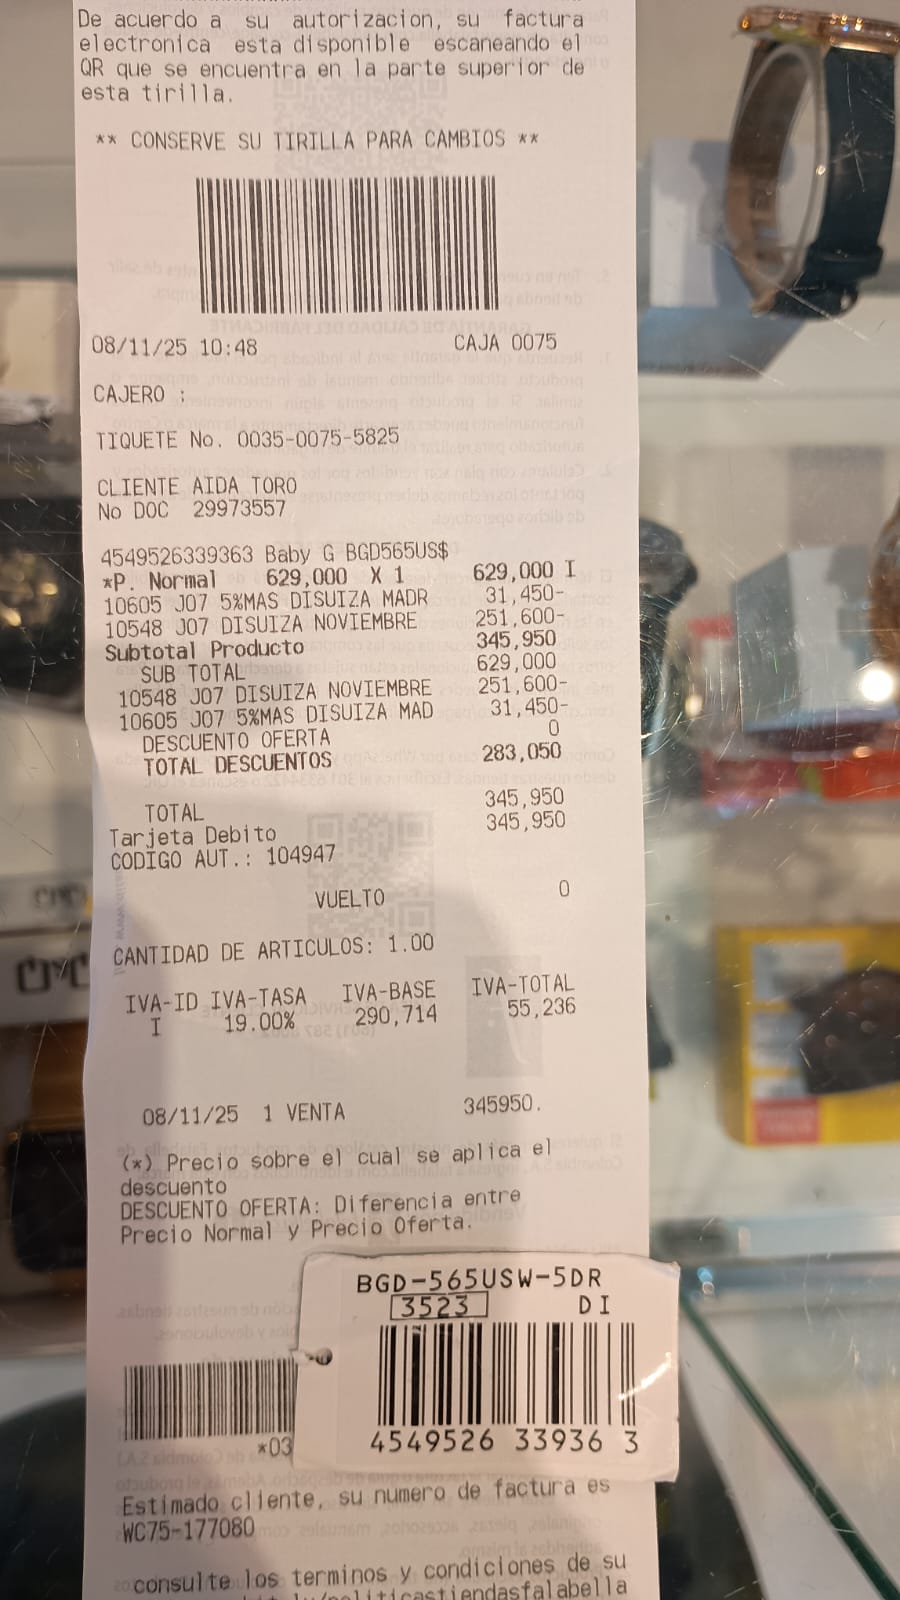 De acuerdo a su autorizacion, su factura
electronica esta disponible escaneando el
QR que se encuentra en la parte superior de
esta tirilla.
** CONSERVE SU TIRILLA PARA CAMBIOS **
08/11/25 10:48 CAJA 0075
CAJERO :
TIQUETE No. 0035-0075-5825
CLIENTE AIDA TORO
No DOC 29973557
4549526339363 Baby G BGD565US$
*P. Normal 629,000 X 1 629,000 I
10605 J07 5%MAS DISUIZA MADR 31,450-
10548 J07 DISUIZA NOVIEMBRE 251,600-
Subtotal Producto 345,950
SUB TOTAL 629,000
10548 J07 DISUIZA NOVIEMBRE 251,600-
10605 J07 5%MAS DISUIZA MAD 31,450-
DESCUENTO OFERTA 0
TOTAL DESCUENTOS 283,050
TOTAL 345,950
Tarjeta Debito 345,950
CODIGO AUT.: 104947
VUELTO 0
CANTIDAD DE ARTICULOS: 1.00
IVA-ID IVA-TASA IVA-BASE IVA-TOTAL
I 19.00% 290,714 55,236
08/11/25 1 VENTA 345950.
(*) Precio sobre el cual se aplica el
descuento
DESCUENTO OFERTA: Diferencia entre
Precio Normal y Precio Oferta.
BGD-565USW-5DR
3523 DI
4549526 33936 3
*03
Estimado cliente, su numero de factura es
WC75-177080
consulte los terminos y condiciones de su